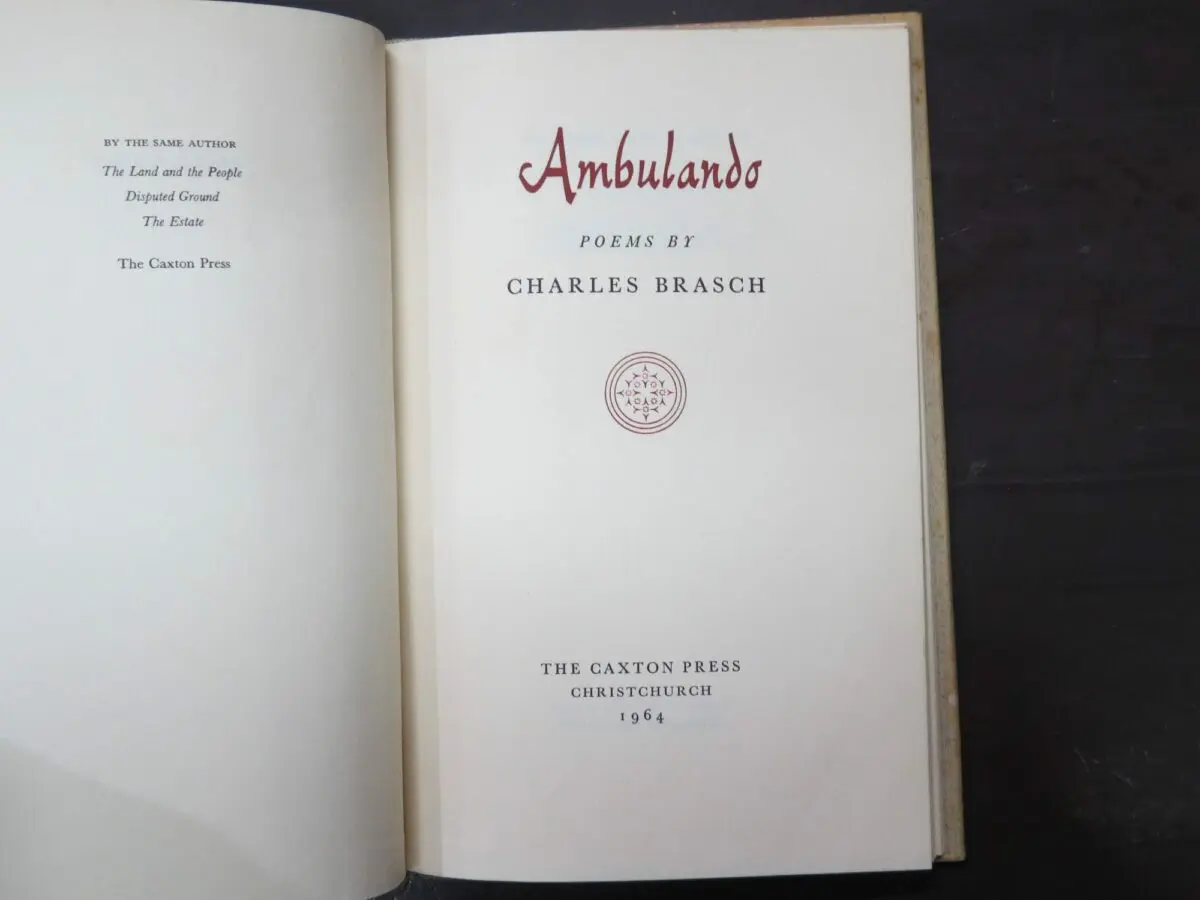 BY THE SAME AUTHOR
The Land and the People
Disputed Ground
The Estate
The Caxton Press
Ambulando
POEMS BY
CHARLES BRASCH
THE CAXTON PRESS
CHRISTCHURCH
1964